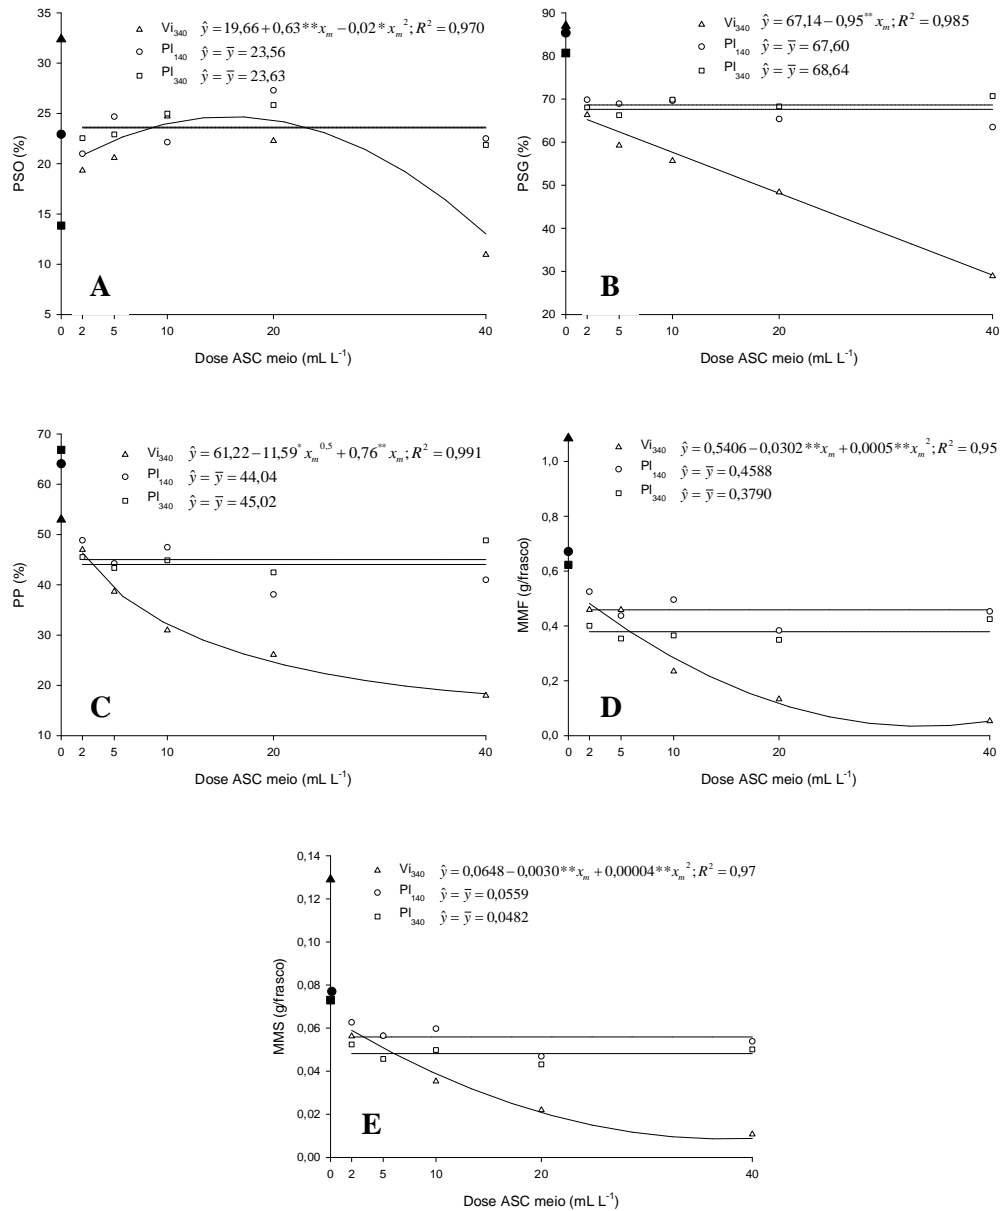 35
30
25
20
15
10
5
PSO (%)
Vi340 ŷ = 19,66 + 0,63**xm − 0,02*xm²; R² = 0,970
Pl140 ŷ = ȳ = 23,56
Pl340 ŷ = ȳ = 23,63
A
0 2 5 10 20 40
Dose ASC meio (mL L⁻¹)
90
80
70
60
50
40
30
20
PSG (%)
Vi340 ŷ = 67,14 − 0,95** xm; R² = 0,985
Pl140 ŷ = ȳ = 67,60
Pl340 ŷ = ȳ = 68,64
B
0 2 5 10 20 40
Dose ASC meio (mL L⁻¹)
70
60
50
40
30
20
10
PP (%)
Vi340 ŷ = 61,22 − 11,59* xm^0,5 + 0,76** xm; R² = 0,991
Pl140 ŷ = ȳ = 44,04
Pl340 ŷ = ȳ = 45,02
C
0 2 5 10 20 40
Dose ASC meio (mL L⁻¹)
1,0
0,8
0,6
0,4
0,2
0,0
MMF (g/frasco)
Vi340 ŷ = 0,5406 − 0,0302**xm + 0,0005**xm²; R² = 0,95
Pl140 ŷ = ȳ = 0,4588
Pl340 ŷ = ȳ = 0,3790
D
0 2 5 10 20 40
Dose ASC meio (mL L⁻¹)
0,14
0,12
0,10
0,08
0,06
0,04
0,02
0,00
MMS (g/frasco)
Vi340 ŷ = 0,0648 − 0,0030**xm + 0,00004**xm²; R² = 0,97
Pl140 ŷ = ȳ = 0,0559
Pl340 ŷ = ȳ = 0,0482
E
0 2 5 10 20 40
Dose ASC meio (mL L⁻¹)